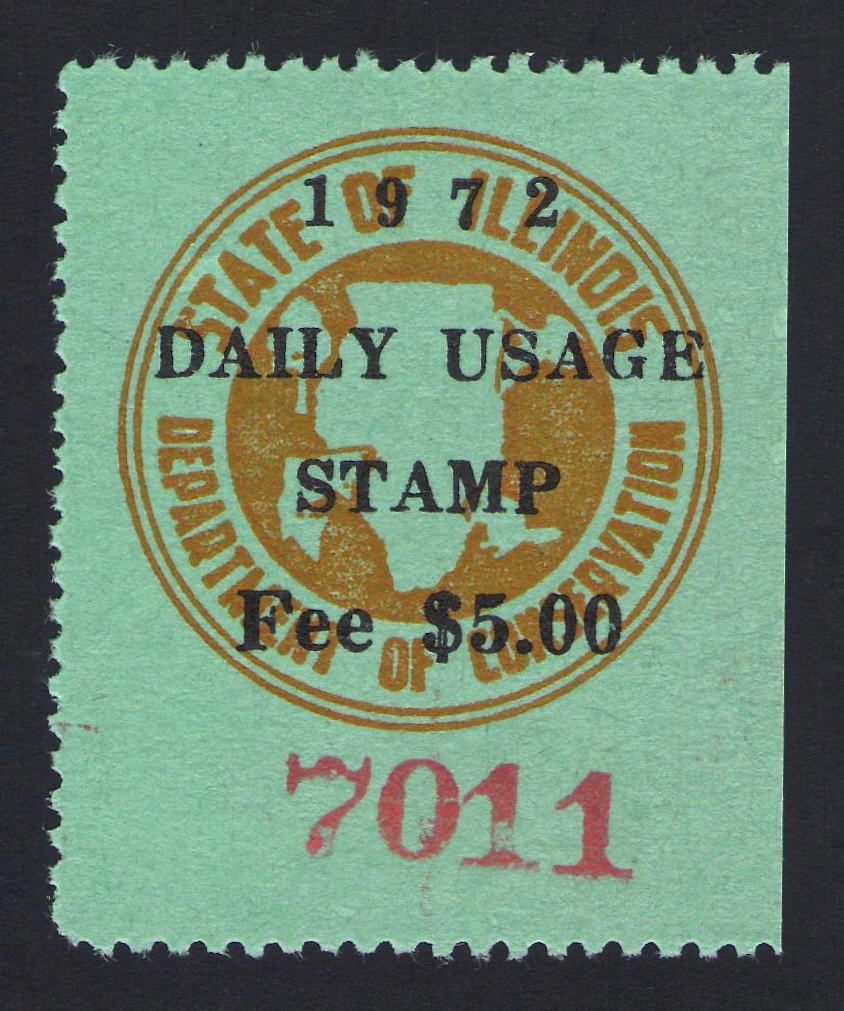 STATE OF ILLINOIS
1972
DAILY USAGE
STAMP
Fee $5.00
DEPARTMENT OF CONSERVATION
7011